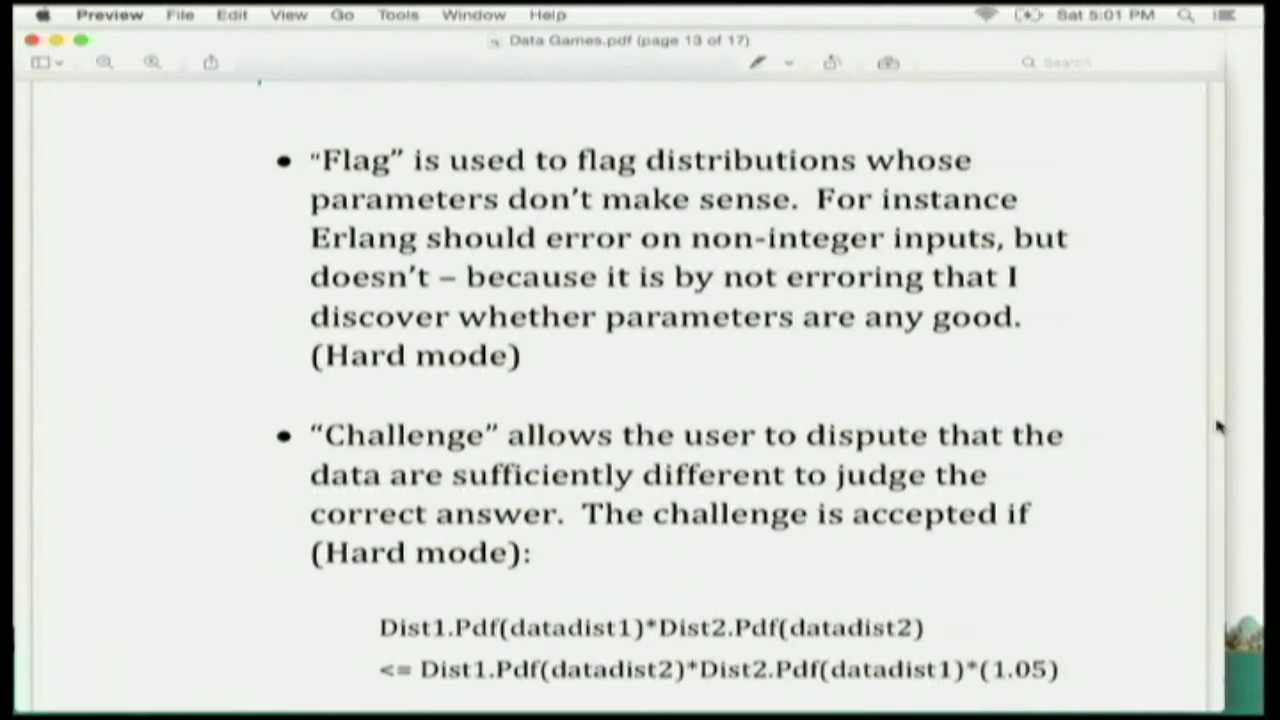 Preview File Edit View Go Tools Window Help Sat 5:01 PM
Data Games.pdf (page 13 of 17)
Search
• “Flag” is used to flag distributions whose
parameters don’t make sense. For instance
Erlang should error on non-integer inputs, but
doesn’t – because it is by not erroring that I
discover whether parameters are any good.
(Hard mode)
• “Challenge” allows the user to dispute that the
data are sufficiently different to judge the
correct answer. The challenge is accepted if
(Hard mode):
Dist1.Pdf(datadist1)*Dist2.Pdf(datadist2)
<= Dist1.Pdf(datadist2)*Dist2.Pdf(datadist1)*(1.05)